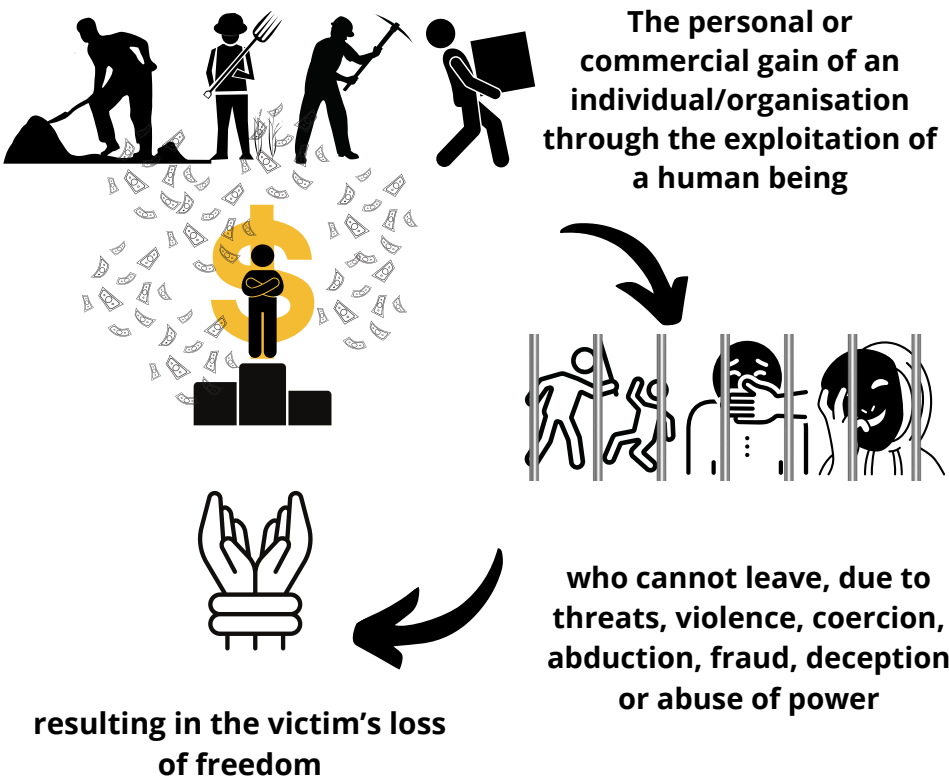 The personal or
commercial gain of an
individual/organisation
through the exploitation of
a human being
who cannot leave, due to
threats, violence, coercion,
abduction, fraud, deception
or abuse of power
resulting in the victim’s loss
of freedom